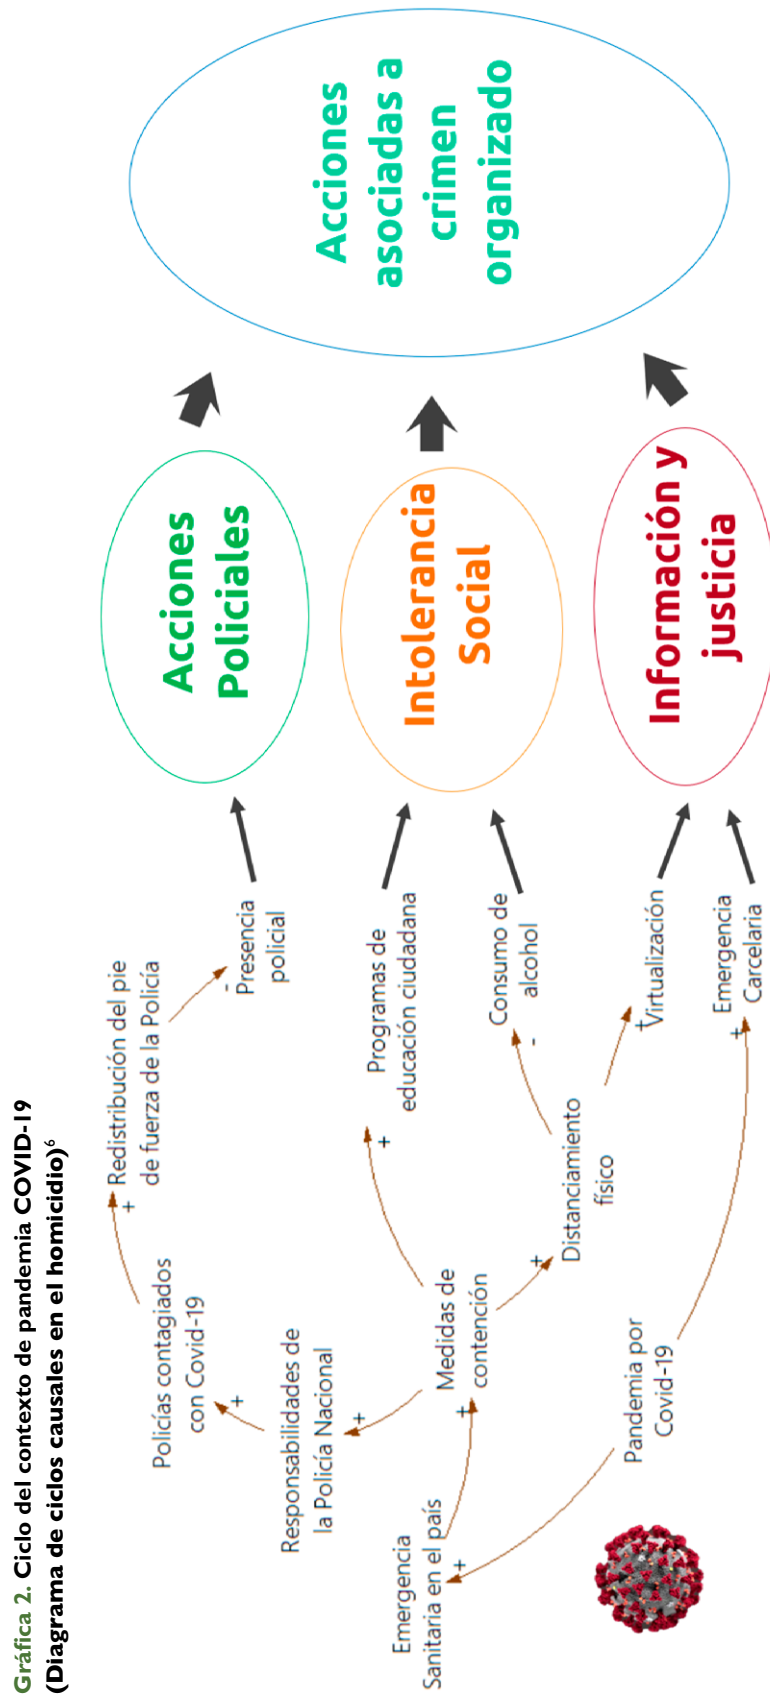 Gráfica 2. Ciclo del contexto de pandemia COVID-19
(Diagrama de ciclos causales en el homicidio)⁶
Policías contagiados
con Covid-19
+
+ Redistribución del pie
de fuerza de la Policía
-
Presencia
policial
Acciones
Policiales
Responsabilidades de
la Policía Nacional
+
Emergencia
Sanitaria en el país
+
Medidas de
contención
+
+
Programas de
educación ciudadana
Consumo de
alcohol
-
Intolerancia
Social
Acciones
asociadas a
crimen
organizado
Distanciamiento
físico
+
Pandemia por
Covid-19
+
Virtualización
+
Emergencia
Carcelaria
Información y
justicia